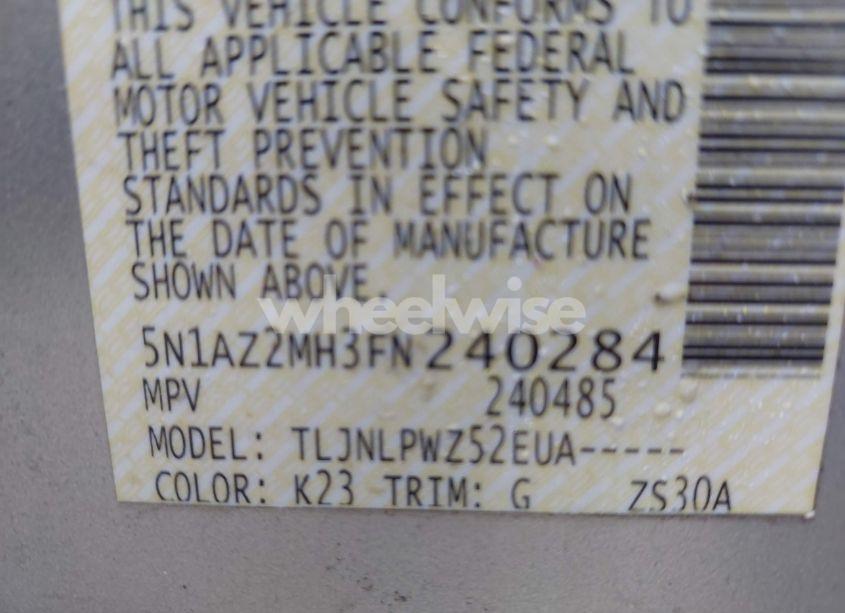 THIS VEHICLE CONFORMS TO
ALL APPLICABLE FEDERAL
MOTOR VEHICLE SAFETY AND
THEFT PREVENTION
STANDARDS IN EFFECT ON
THE DATE OF MANUFACTURE
SHOWN ABOVE.
wheelwise
5N1AZ2MH3FN240284
MPV 240485
MODEL: TLJNLPWZ52EUA-----
COLOR: K23 TRIM: G ZS30A